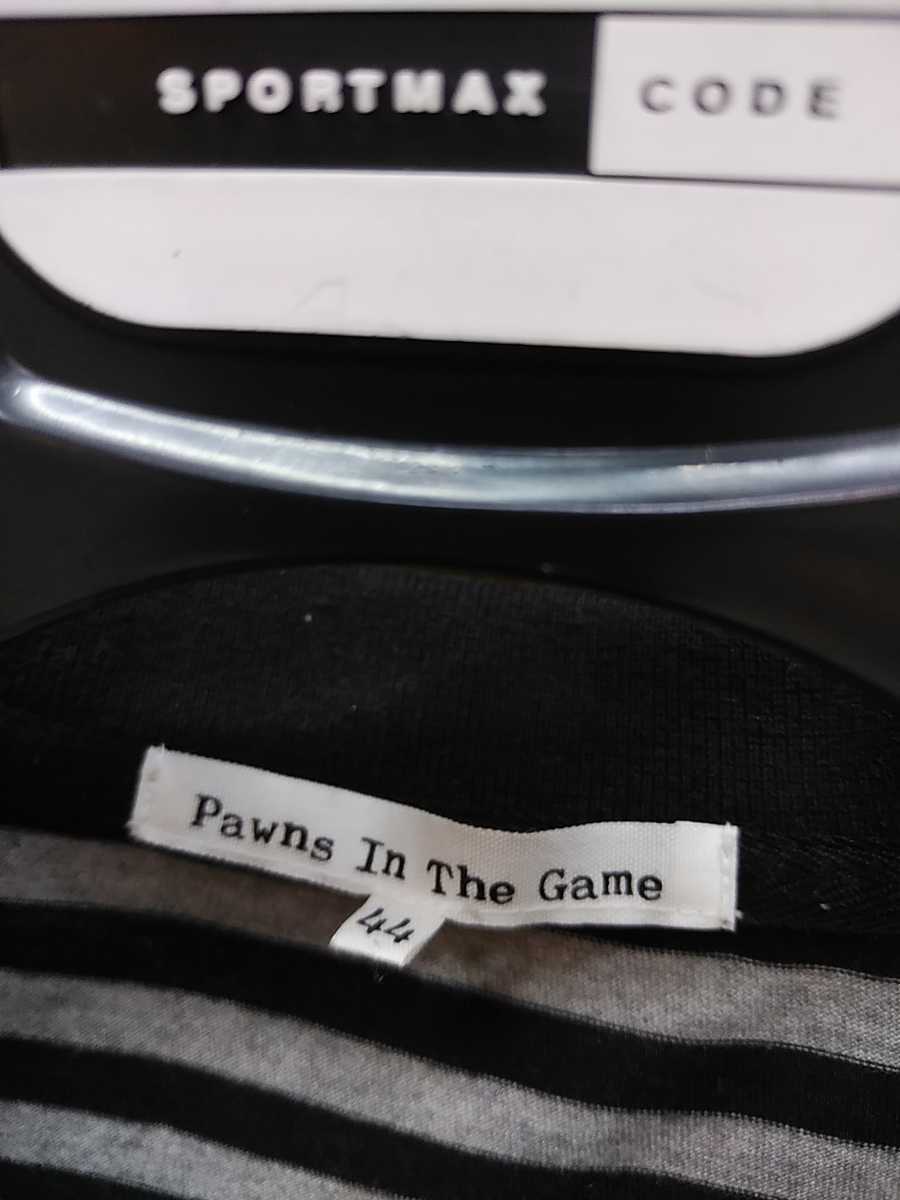 SPORTMAX CODE
Pawns In The Game
44